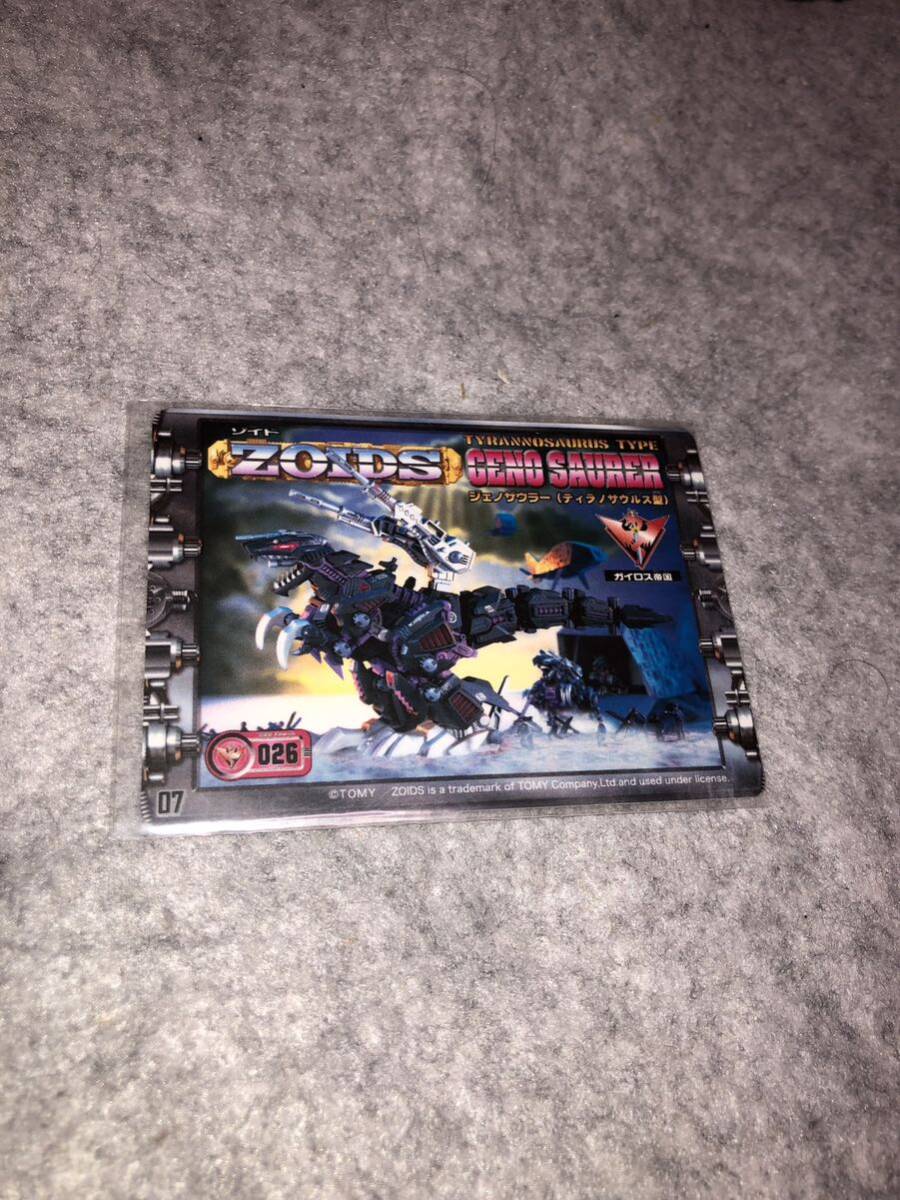 ゾイド
ZOIDS
TYRANNOSAURUS TYPE
GENO SAURER
ジェノザウラー（ティラノサウルス型）
ガイロス帝国
026
07
©TOMY ZOIDS is a trademark of TOMY Company,Ltd.and used under license.